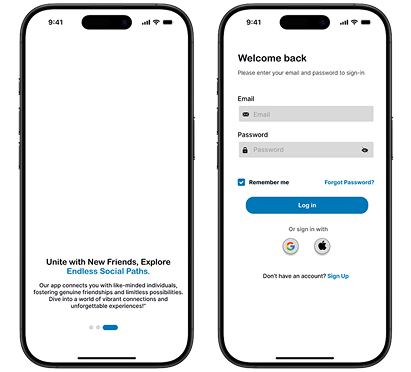 9:41
Unite with New Friends, Explore
Endless Social Paths.
Our app connects you with like-minded individuals,
fostering genuine friendships and limitless possibilities.
Dive into a world of vibrant connections and
unforgettable experiences!"
9:41
Welcome back
Please enter your email and password to sign-in
Email
Email
Password
Password
Remember me
Forgot Password?
Log in
Or sign in with
G
Don't have an account? Sign Up